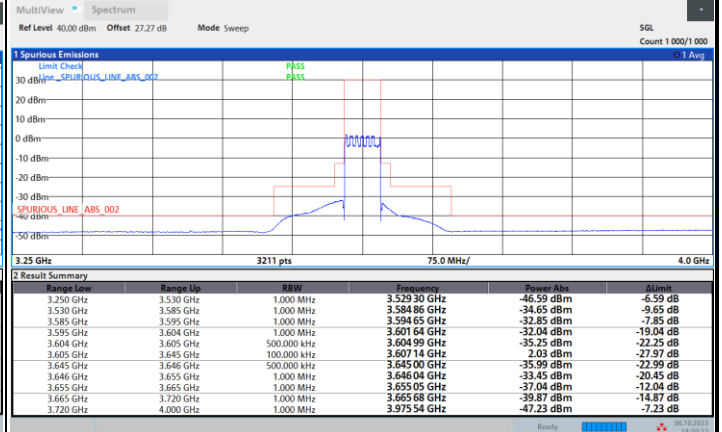 MultiView Spectrum
Ref Level 40.00 dBm Offset 27.27 dB Mode Sweep SGL
Count 1 000/1 000
1 Spurious Emissions 1 Avg
Limit Check PASS
Line _SPURIOUS_LINE_ABS_002 PASS
30 dBm
20 dBm
10 dBm
0 dBm
-10 dBm
-20 dBm
-30 dBm
_SPURIOUS_LINE_ABS_002
-40 dBm
-50 dBm
3.25 GHz 3211 pts 75.0 MHz/ 4.0 GHz
2 Result Summary
Range Low Range Up RBW Frequency Power Abs ΔLimit
3.250 GHz 3.530 GHz 1.000 MHz 3.529 30 GHz -46.59 dBm -6.59 dB
3.530 GHz 3.585 GHz 1.000 MHz 3.584 86 GHz -34.65 dBm -9.65 dB
3.585 GHz 3.595 GHz 1.000 MHz 3.594 65 GHz -32.85 dBm -7.85 dB
3.595 GHz 3.604 GHz 1.000 MHz 3.601 64 GHz -32.04 dBm -19.04 dB
3.604 GHz 3.605 GHz 500.000 kHz 3.604 99 GHz -35.25 dBm -22.25 dB
3.605 GHz 3.645 GHz 100.000 kHz 3.607 14 GHz 2.03 dBm -27.97 dB
3.645 GHz 3.646 GHz 500.000 kHz 3.645 00 GHz -35.99 dBm -22.99 dB
3.646 GHz 3.655 GHz 1.000 MHz 3.646 04 GHz -33.45 dBm -20.45 dB
3.655 GHz 3.665 GHz 1.000 MHz 3.655 05 GHz -37.04 dBm -12.04 dB
3.665 GHz 3.720 GHz 1.000 MHz 3.665 68 GHz -39.87 dBm -14.87 dB
3.720 GHz 4.000 GHz 1.000 MHz 3.975 54 GHz -47.23 dBm -7.23 dB
Ready 06.10.2023